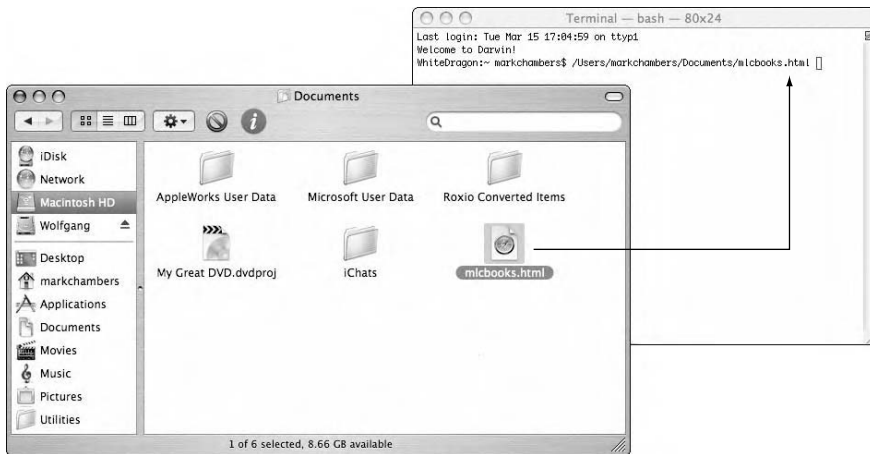 Terminal — bash — 80x24
Last login: Tue Mar 15 17:04:59 on ttyp1
Welcome to Darwin!
WhiteDragon:~ markchambers$ /Users/markchambers/Documents/mlcbooks.html
Documents
iDisk
Network
Macintosh HD
Wolfgang
Desktop
markchambers
Applications
Documents
Movies
Music
Pictures
Utilities
AppleWorks User Data
Microsoft User Data
Roxio Converted Items
My Great DVD.dvdproj
iChats
mlcbooks.html
1 of 6 selected, 8.66 GB available